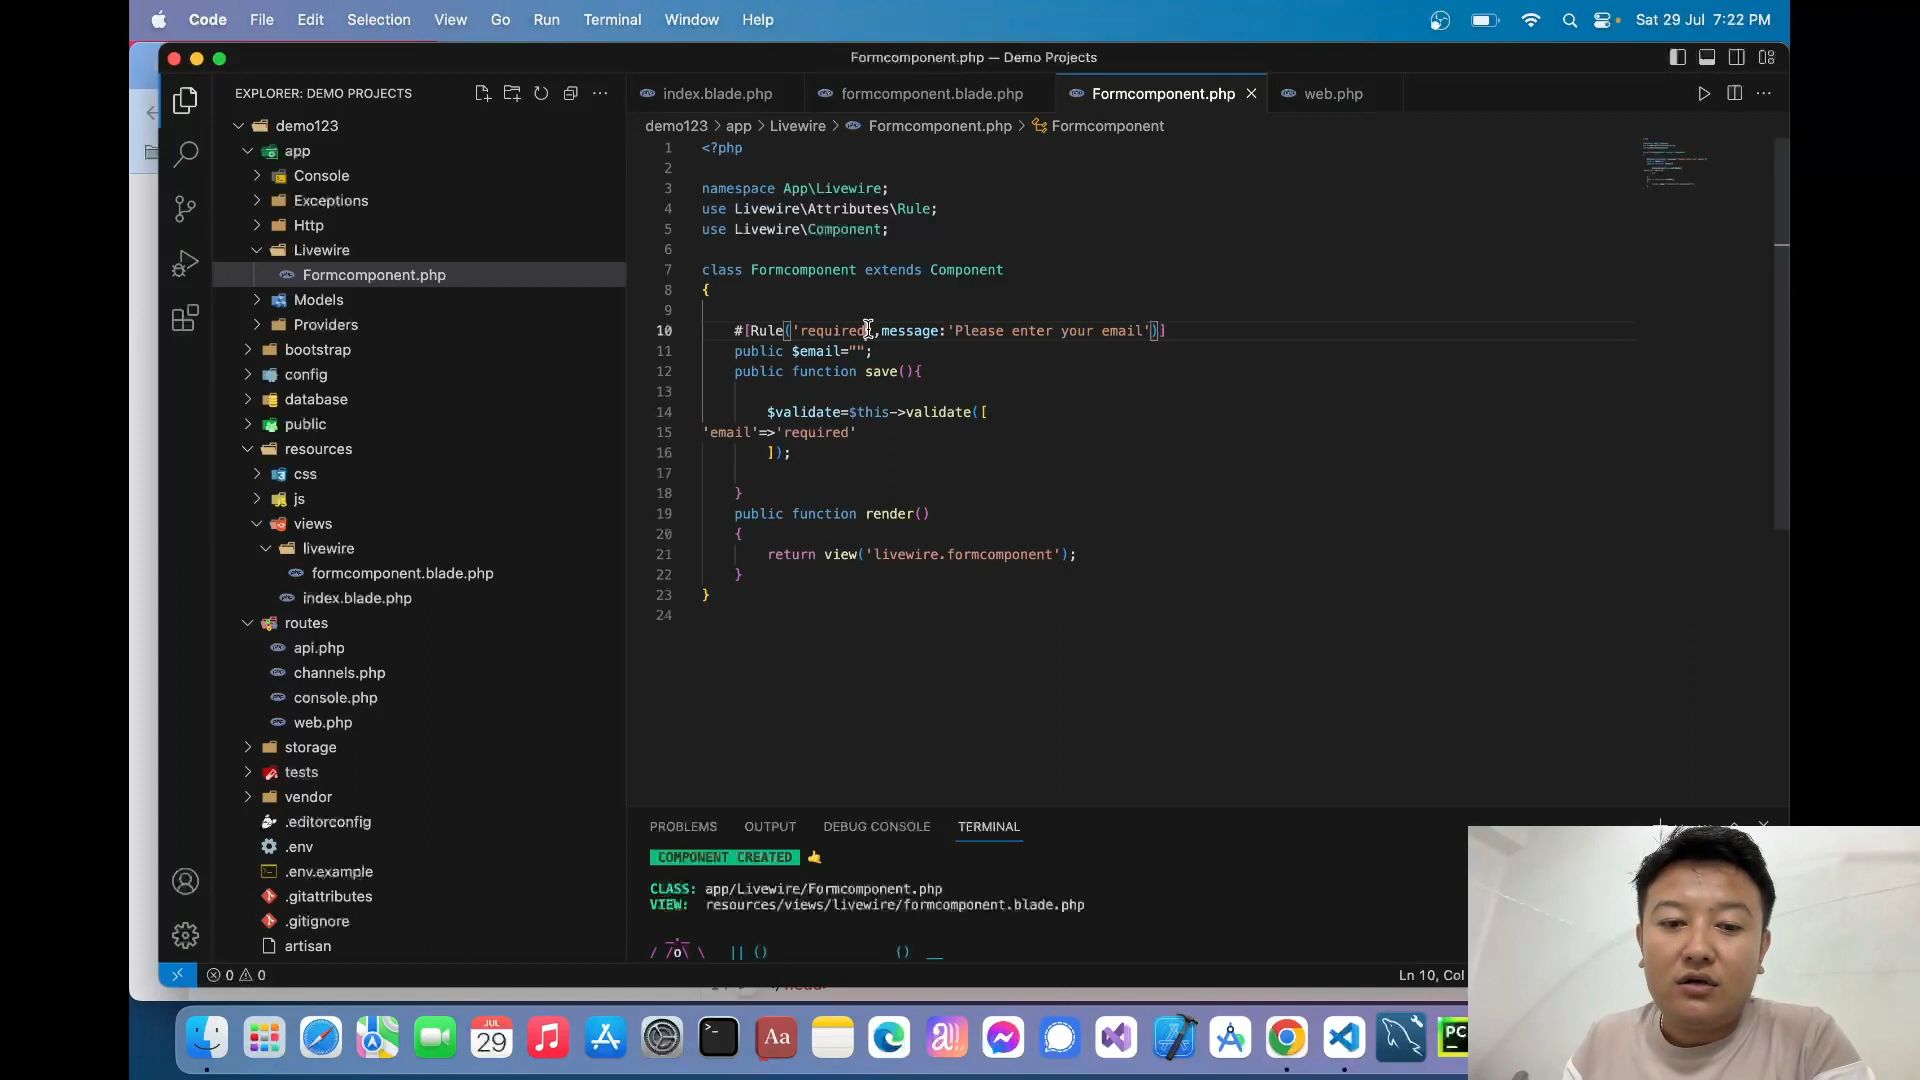 Code File Edit Selection View Go Run Terminal Window Help
Sat 29 Jul 7:22 PM
Formcomponent.php — Demo Projects
EXPLORER: DEMO PROJECTS
index.blade.php
formcomponent.blade.php
Formcomponent.php
web.php
demo123 > app > Livewire > Formcomponent.php > Formcomponent
demo123
app
Console
Exceptions
Http
Livewire
Formcomponent.php
Models
Providers
bootstrap
config
database
public
resources
css
js
views
livewire
formcomponent.blade.php
index.blade.php
routes
api.php
channels.php
console.php
web.php
storage
tests
vendor
.editorconfig
.env
.env.example
.gitattributes
.gitignore
artisan
1 <?php
2
3 namespace App\Livewire;
4 use Livewire\Attributes\Rule;
5 use Livewire\Component;
6
7 class Formcomponent extends Component
8 {
9
10 #[Rule('required',message:'Please enter your email')]
11 public $email="";
12 public function save(){
13
14 $validate=$this->validate([
15 'email'=>'required'
16 ]);
17
18 }
19 public function render()
20 {
21 return view('livewire.formcomponent');
22 }
23 }
24
PROBLEMS OUTPUT DEBUG CONSOLE TERMINAL
COMPONENT CREATED
CLASS: app/Livewire/Formcomponent.php
VIEW: resources/views/livewire/formcomponent.blade.php
0 0
Ln 10, Col
JUL
29
Aa
PC